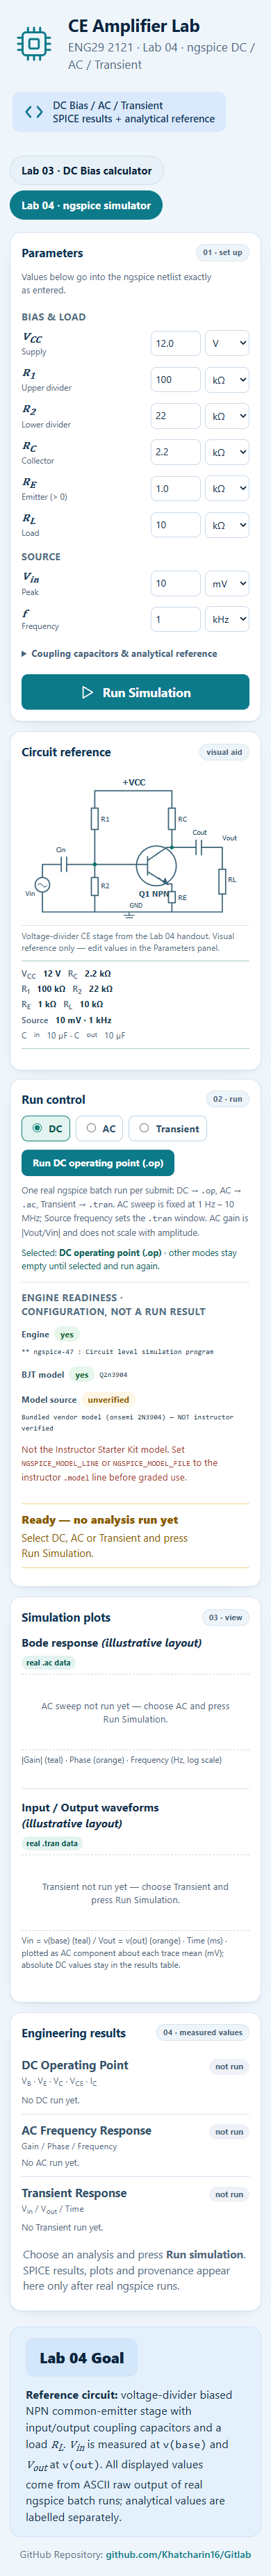 CE Amplifier Lab
ENG29 2121 · Lab 04 · ngspice DC /
AC / Transient
DC Bias / AC / Transient
SPICE results + analytical reference
Lab 03 · DC Bias calculator
Lab 04 · ngspice simulator
Parameters
01 · set up
Values below go into the ngspice netlist exactly
as entered.
BIAS & LOAD
VCC
Supply
12.0
V
R1
Upper divider
100
kΩ
R2
Lower divider
22
kΩ
RC
Collector
2.2
kΩ
RE
Emitter (> 0)
1.0
kΩ
RL
Load
10
kΩ
SOURCE
Vin
Peak
10
mV
f
Frequency
1
kHz
▶ Coupling capacitors & analytical reference
Run Simulation
Circuit reference
visual aid
+VCC
R1
RC
Cout
Vout
Cin
Q1 NPN
RL
Vin
R2
RE
GND
Voltage-divider CE stage from the Lab 04 handout. Visual
reference only — edit values in the Parameters panel.
VCC 12 V RC 2.2 kΩ
R1 100 kΩ R2 22 kΩ
RE 1 kΩ RL 10 kΩ
Source 10 mV · 1 kHz
C in 10 µF · C out 10 µF
Run control
02 · run
DC
AC
Transient
Run DC operating point (.op)
One real ngspice batch run per submit: DC → .op, AC →
.ac, Transient → .tran. AC sweep is fixed at 1 Hz – 10
MHz; Source frequency sets the .tran window. AC gain is
|Vout/Vin| and does not scale with amplitude.
Selected: DC operating point (.op) · other modes stay
empty until selected and run again.
ENGINE READINESS ·
CONFIGURATION, NOT A RUN RESULT
Engine yes
** ngspice-47 : Circuit level simulation program
BJT model yes Q2n3904
Model source unverified
Bundled vendor model (onsemi 2N3904) — NOT instructor
verified
Not the Instructor Starter Kit model. Set
NGSPICE_MODEL_LINE or NGSPICE_MODEL_FILE to the
instructor .model line before graded use.
Ready — no analysis run yet
Select DC, AC or Transient and press
Run Simulation.
Simulation plots
03 · view
Bode response (illustrative layout)
real .ac data
AC sweep not run yet — choose AC and press
Run Simulation.
|Gain| (teal) · Phase (orange) · Frequency (Hz, log scale)
Input / Output waveforms
(illustrative layout)
real .tran data
Transient not run yet — choose Transient and
press Run Simulation.
Vin = v(base) (teal) / Vout = v(out) (orange) · Time (ms) ·
plotted as AC component about each trace mean (mV);
absolute DC values stay in the results table.
Engineering results
04 · measured values
DC Operating Point
not run
VB · VE · VC · VCE · IC
No DC run yet.
AC Frequency Response
not run
Gain / Phase / Frequency
No AC run yet.
Transient Response
not run
Vin / Vout / Time
No Transient run yet.
Choose an analysis and press Run simulation.
SPICE results, plots and provenance appear
here only after real ngspice runs.
Lab 04 Goal
Reference circuit: voltage-divider biased
NPN common-emitter stage with
input/output coupling capacitors and a
load RL. Vin is measured at v(base) and
Vout at v(out). All displayed values
come from ASCII raw output of real
ngspice batch runs; analytical values are
labelled separately.
GitHub Repository: github.com/Khatcharin16/Gitlab